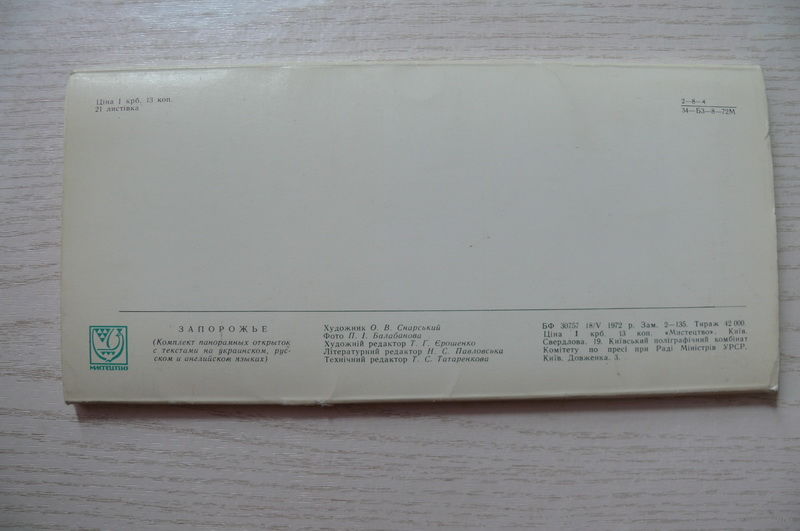 Ціна 1 крб. 13 коп.
21 листівка
2—8—4
34—БЗ—8—72М
МИСТЕЦТВО
ЗАПОРОЖЬЕ
(Комплект панорамных открыток
с текстами на украинском, рус-
ском и английском языках)
Художник О. В. Снарський
Фото П. І. Балабанова
Художній редактор Т. Г. Єрошенко
Літературний редактор Н. С. Павловська
Технічний редактор Т. С. Татаренкова
БФ 30757 18/V 1972 р. Зам. 2—135. Тираж 42 000.
Ціна 1 крб. 13 коп. «Мистецтво». Київ.
Свердлова, 19. Київський поліграфічний комбінат
Комітету по пресі при Раді Міністрів УРСР.
Київ. Довженка, 3.